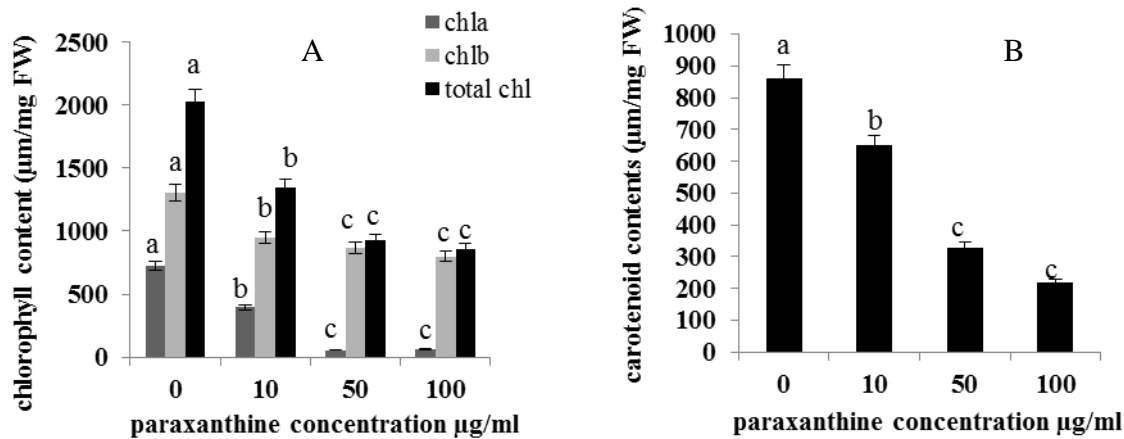 chlorophyll content (µm/mg FW)
2500
2000
1500
1000
500
0
chla
chlb
total chl
A
a
a
a
b
b
b
c
c
c
c
c
c
0 10 50 100
paraxanthine concentration µg/ml
carotenoid contents (µm/mg FW)
1000
900
800
700
600
500
400
300
200
100
0
B
a
b
c
c
0 10 50 100
paraxanthine concentration µg/ml